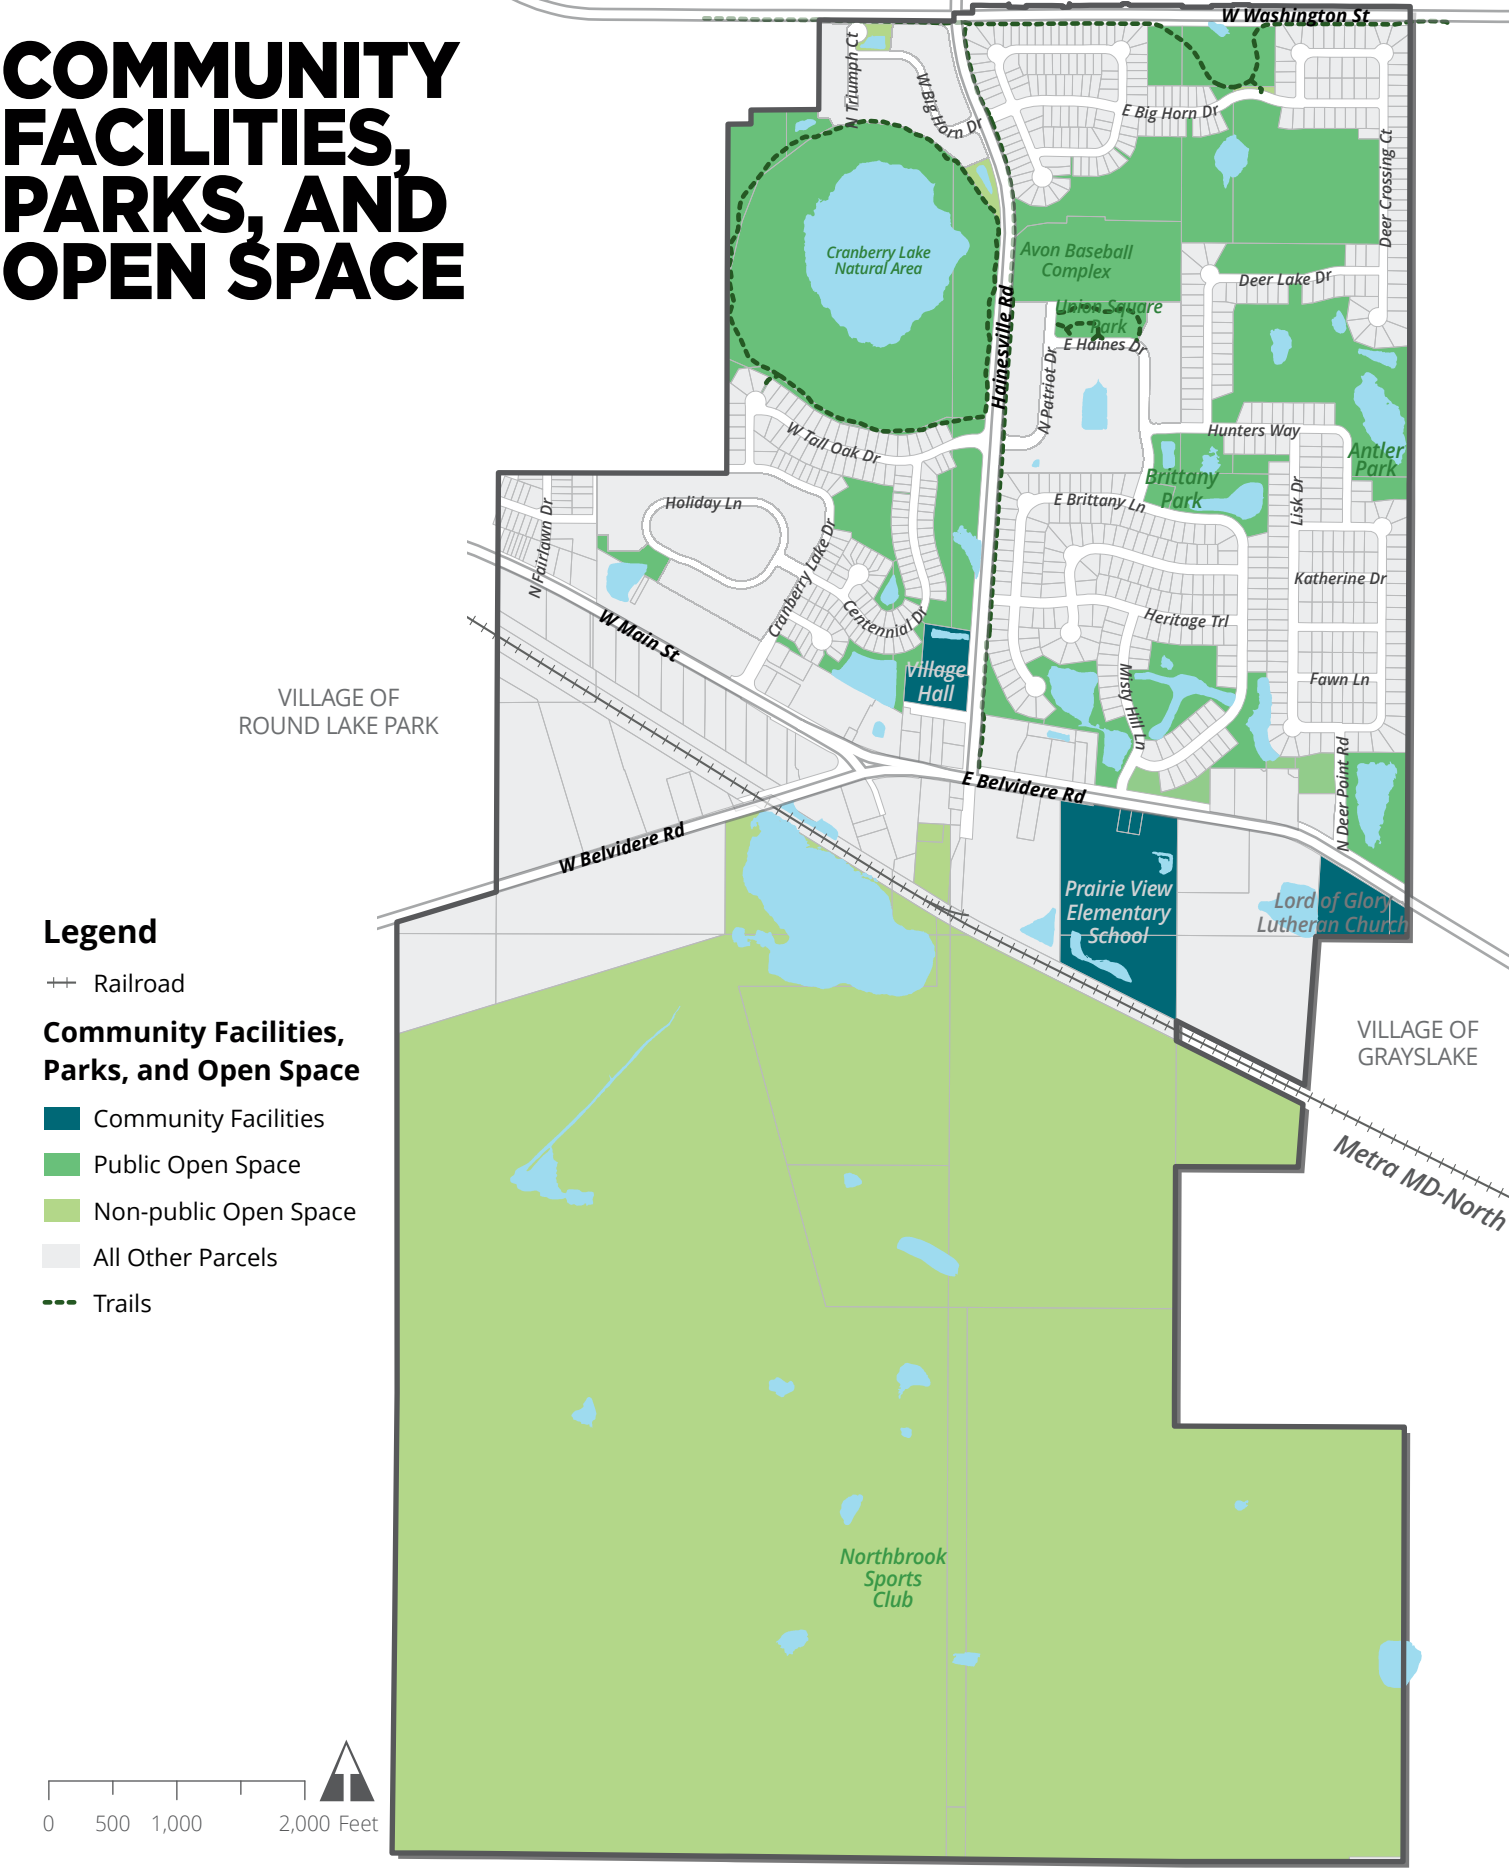 COMMUNITY
FACILITIES,
PARKS, AND
OPEN SPACE
W Washington St
N Triumph Ct
W Big Horn Dr
E Big Horn Dr
Deer Crossing Ct
Cranberry Lake
Natural Area
Avon Baseball
Complex
Deer Lake Dr
Union Square
Park
E Haines Dr
Hainesville Rd
N Patriot Dr
W Tall Oak Dr
Hunters Way
Antler
Park
Brittany
Park
Holiday Ln
E Brittany Ln
Lisk Dr
N Fairlawn Dr
Cranberry Lake Dr
Katherine Dr
Centennial Dr
Heritage Trl
W Main St
Village
Hall
Misty Hill Ln
Fawn Ln
VILLAGE OF
ROUND LAKE PARK
N Deer Point Rd
E Belvidere Rd
W Belvidere Rd
Prairie View
Elementary
School
Lord of Glory
Lutheran Church
VILLAGE OF
GRAYSLAKE
Metra MD-North
Legend
Railroad
Community Facilities,
Parks, and Open Space
Community Facilities
Public Open Space
Non-public Open Space
All Other Parcels
Trails
Northbrook
Sports
Club
0 500 1,000 2,000 Feet